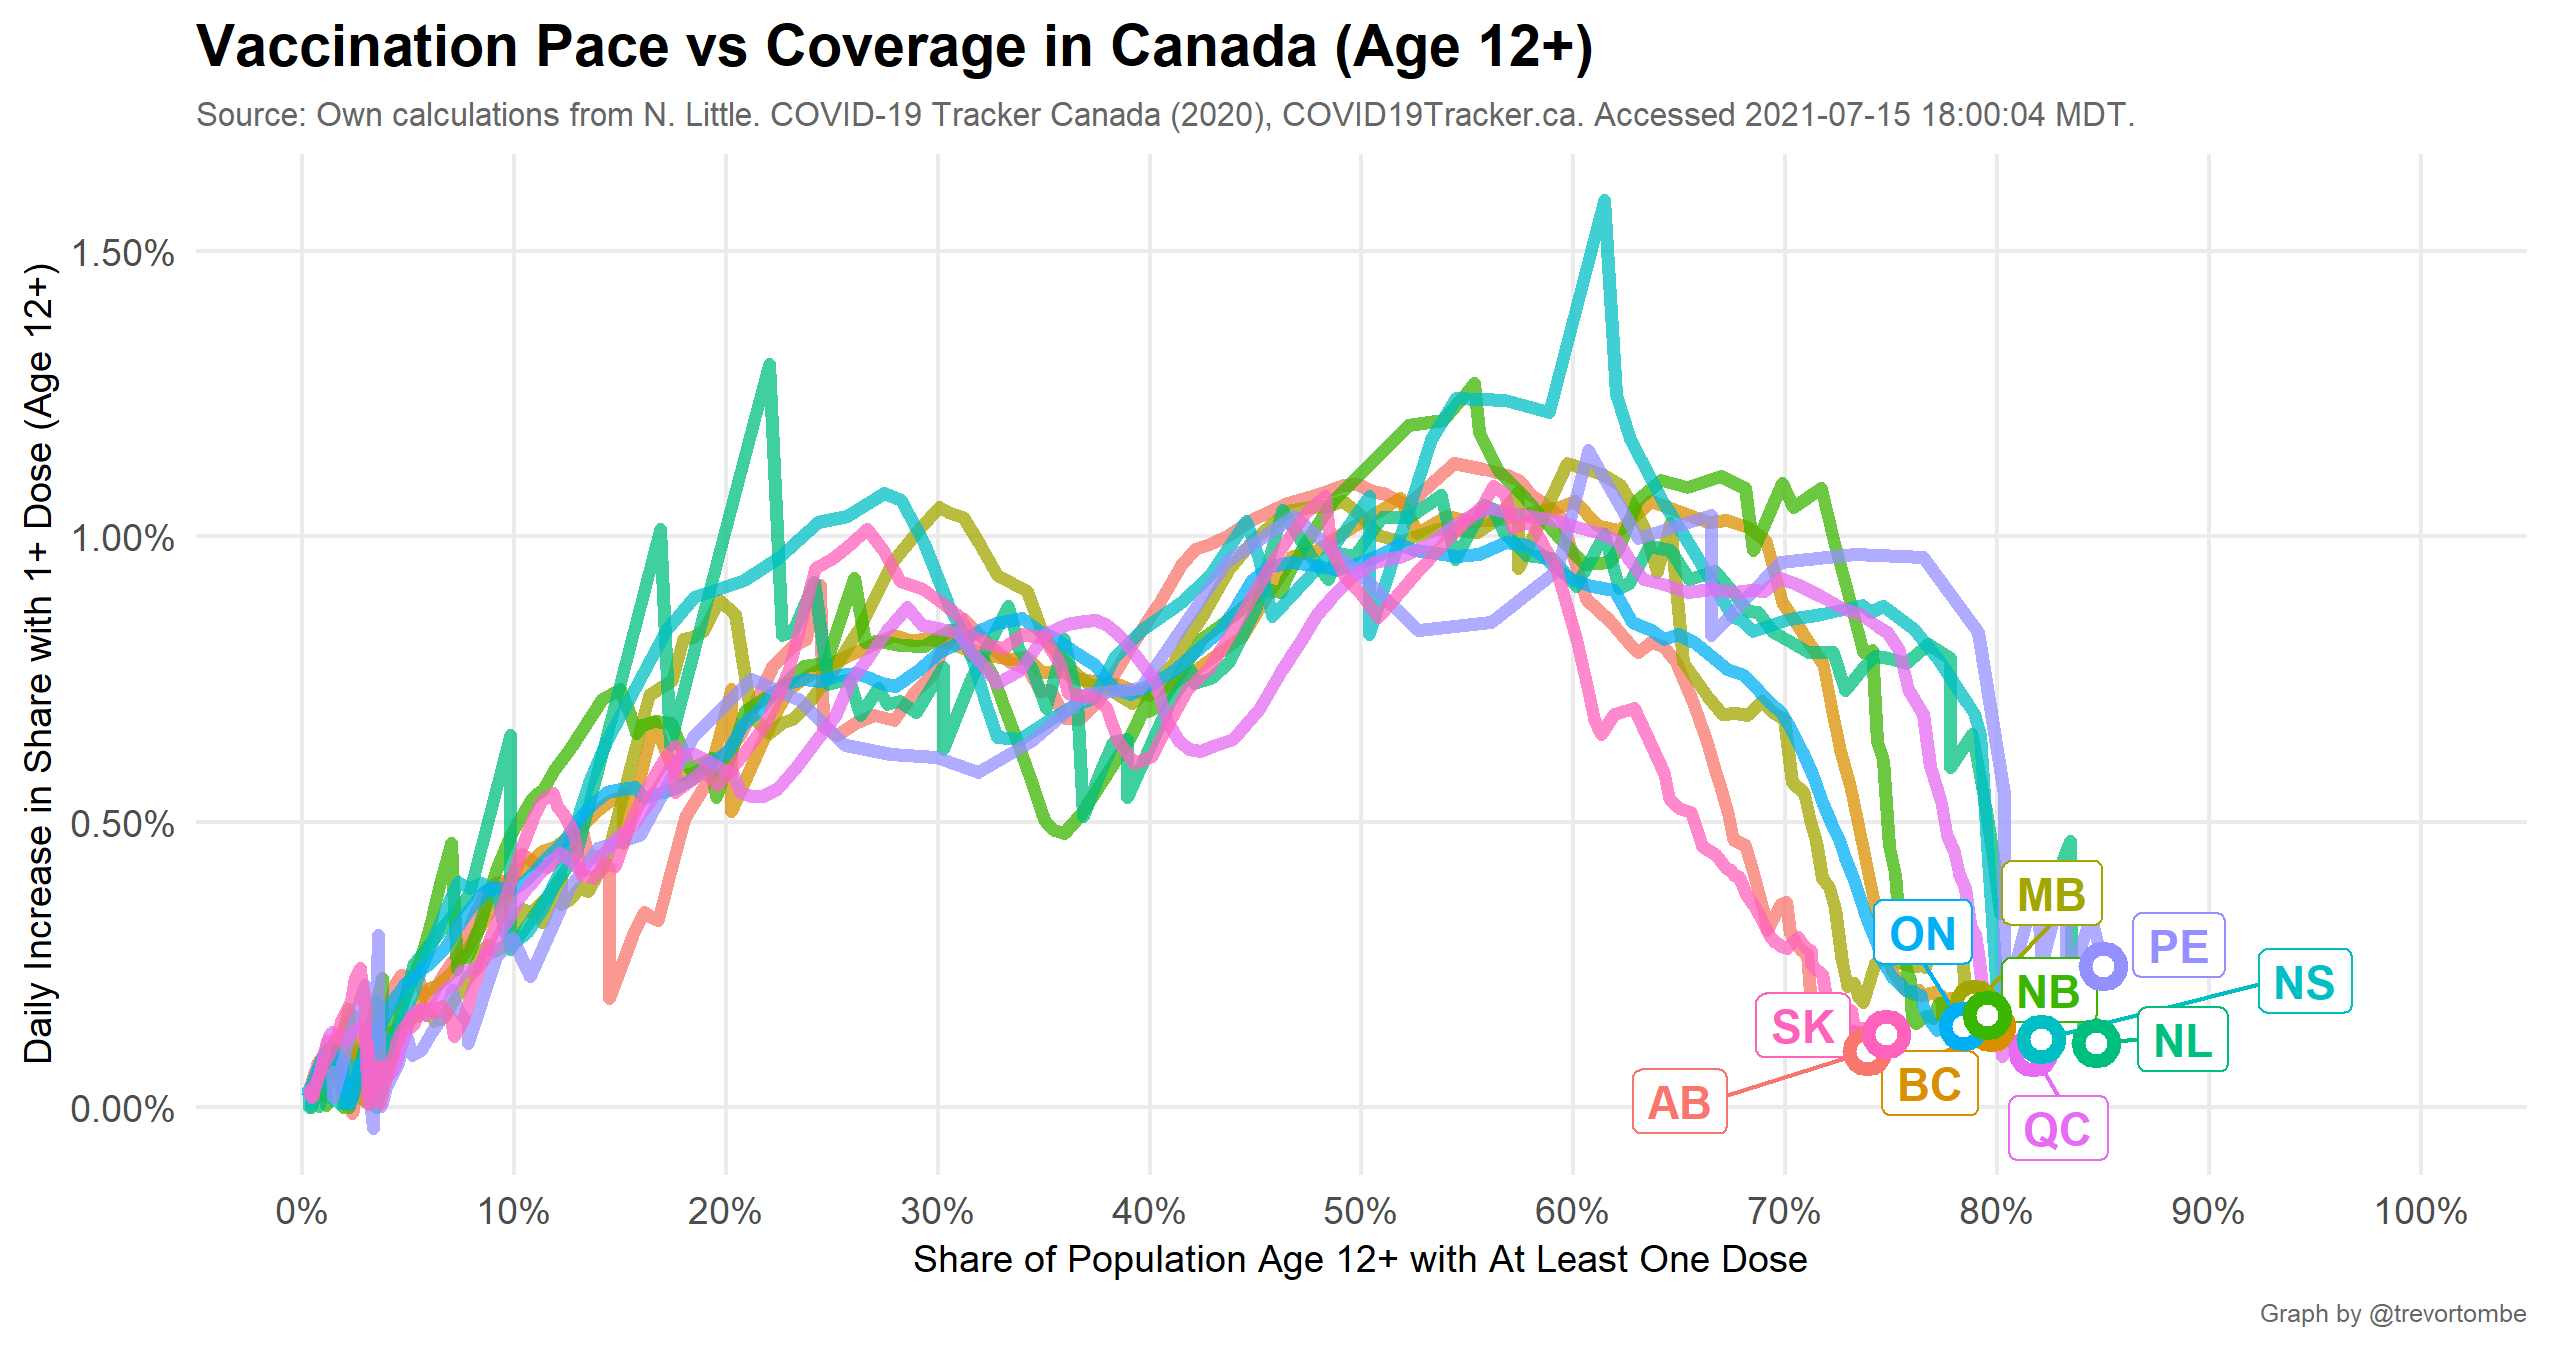 Vaccination Pace vs Coverage in Canada (Age 12+)
Source: Own calculations from N. Little. COVID-19 Tracker Canada (2020), COVID19Tracker.ca. Accessed 2021-07-15 18:00:04 MDT.
Daily Increase in Share with 1+ Dose (Age 12+)
1.50%
1.00%
0.50%
0.00%
MB
ON
PE
NS
NB
SK
NL
BC
AB
QC
0% 10% 20% 30% 40% 50% 60% 70% 80% 90% 100%
Share of Population Age 12+ with At Least One Dose
Graph by @trevortombe